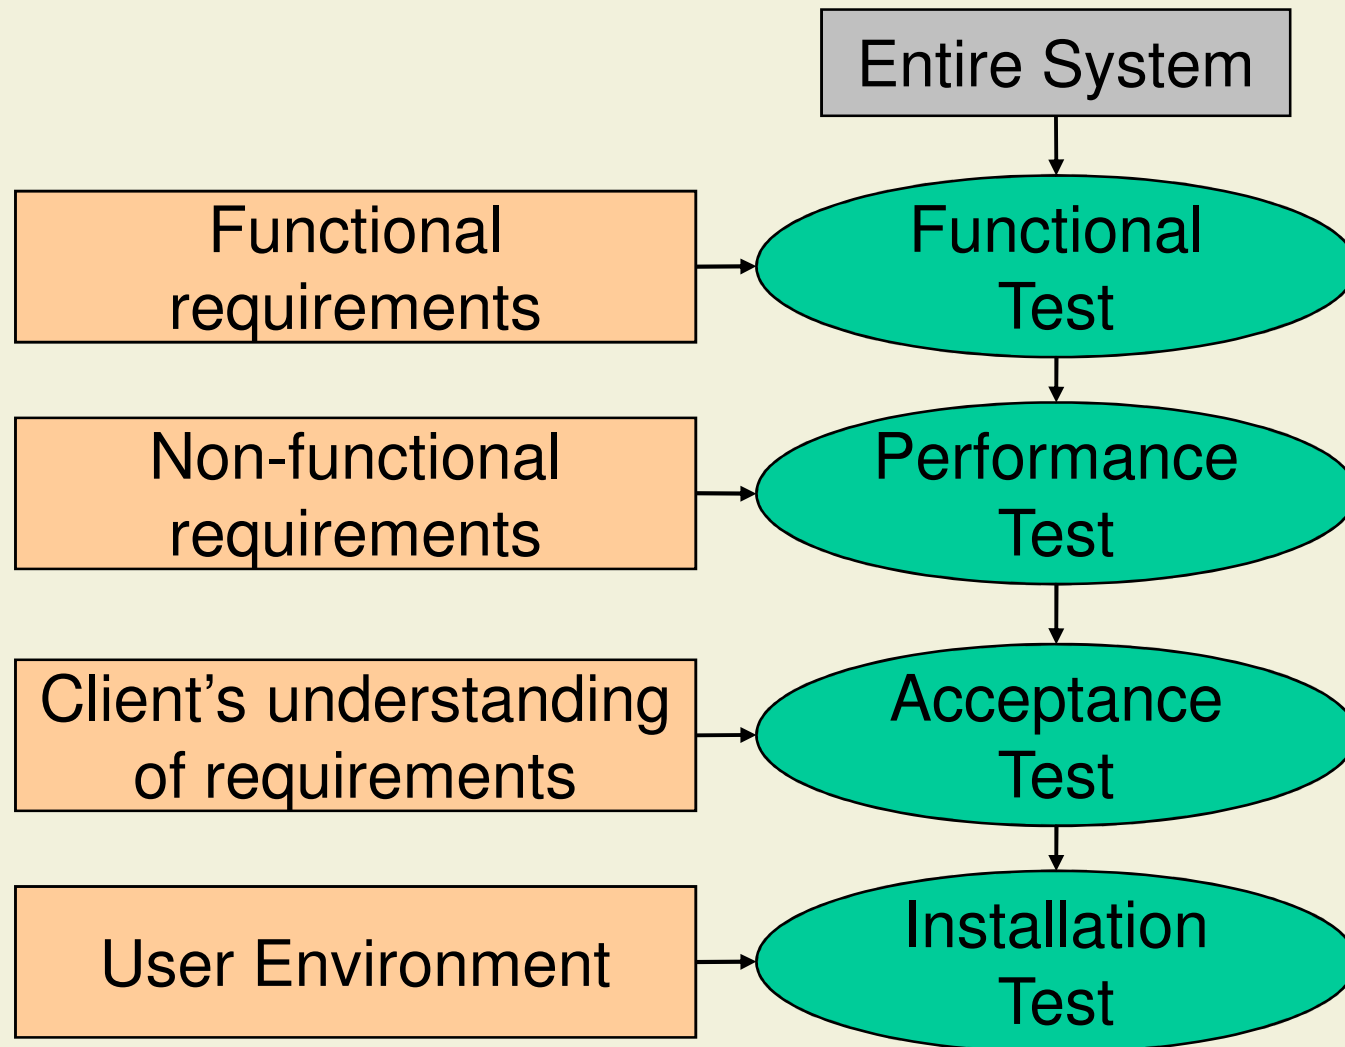 Entire System
Functional
requirements
Functional
Test
Non-functional
requirements
Performance
Test
Client’s understanding
of requirements
Acceptance
Test
User Environment
Installation
Test